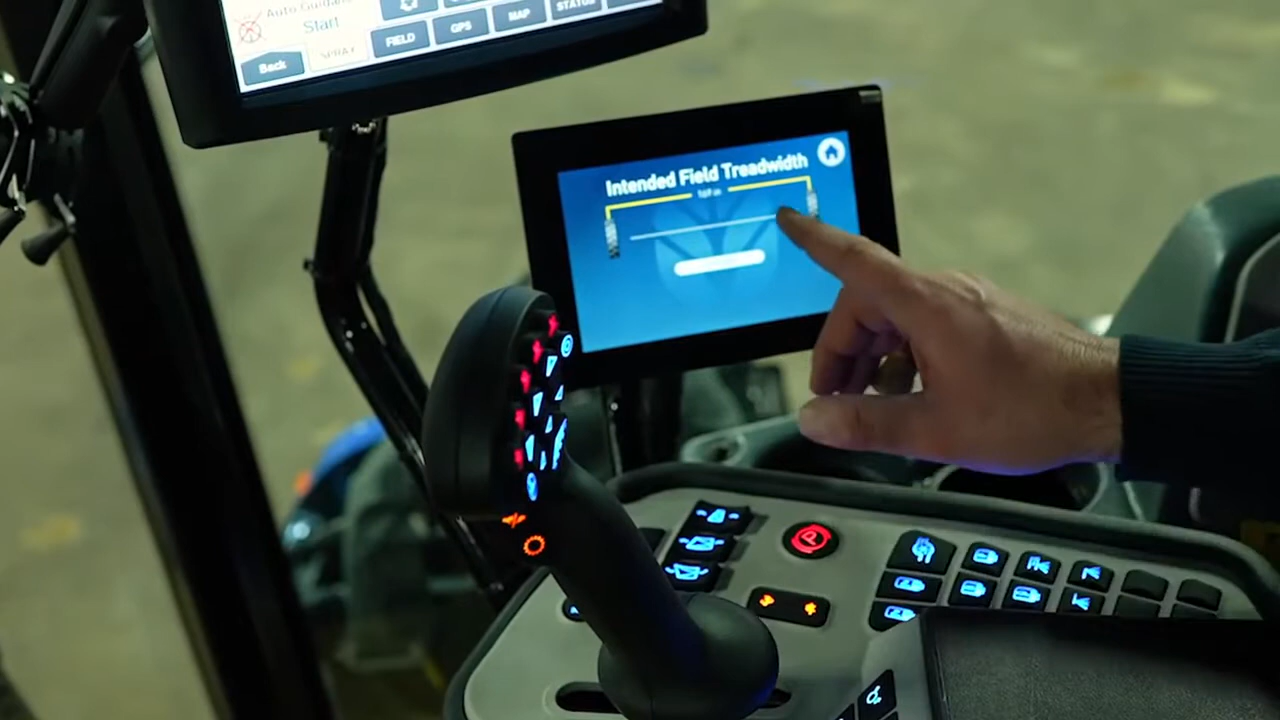 Auto Guidance
Start
SPRAY
Back
FIELD
GPS
MAP
STATUS
Intended Field Treadwidth
P